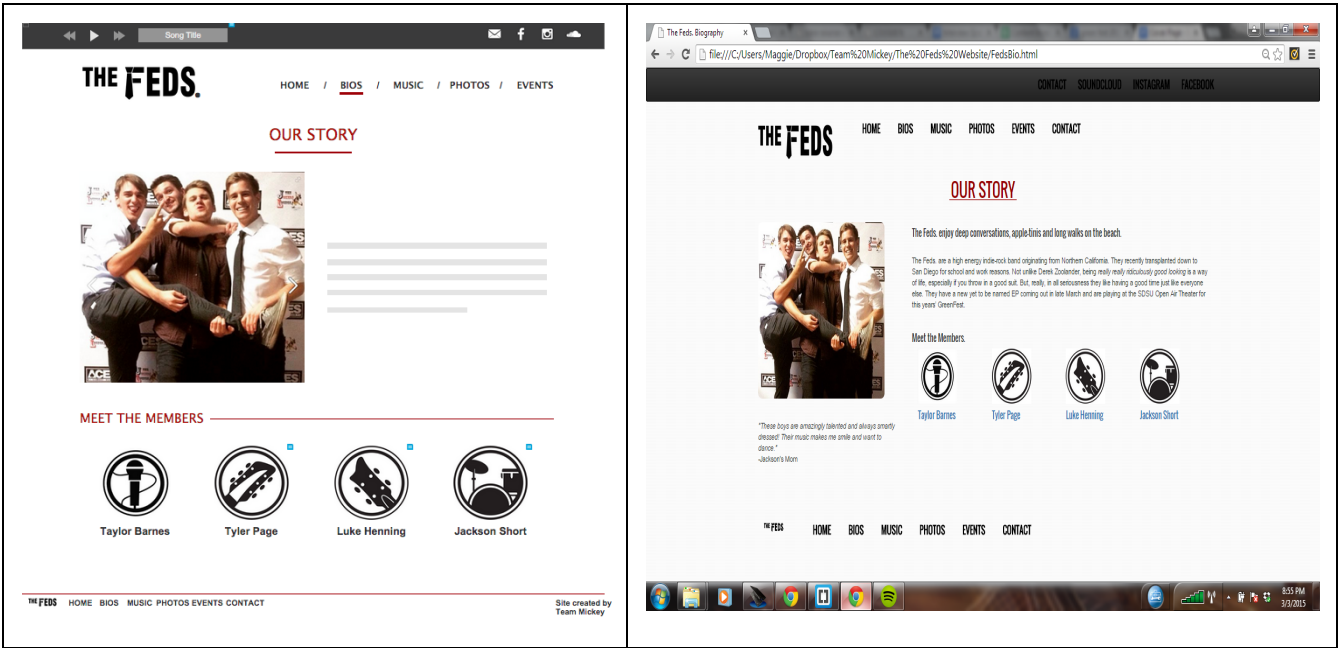 Song Title
THE FEDS.
HOME / BIOS / MUSIC / PHOTOS / EVENTS
OUR STORY
ACE
MEET THE MEMBERS
Taylor Barnes Tyler Page Luke Henning Jackson Short
THE FEDS HOME BIOS MUSIC PHOTOS EVENTS CONTACT
Site created by
Team Mickey
The Feds. Biography
file:///C:/Users/Maggie/Dropbox/Team%20Mickey/The%20Feds%20Website/FedsBio.html
CONTACT SOUNDCLOUD INSTAGRAM FACEBOOK
THE FEDS
HOME BIOS MUSIC PHOTOS EVENTS CONTACT
OUR STORY
The Feds. enjoy deep conversations, apple-tinis and long walks on the beach.
The Feds. are a high energy indie-rock band originating from Northern California. They recently transplanted down to
San Diego for school and work reasons. Not unlike Derek Zoolander, being really really ridiculously good looking is a way
of life, especially if you throw in a good suit. But, really, in all seriousness they like having a good time just like everyone
else. They have a new yet to be named EP coming out in late March and are playing at the SDSU Open Air Theater for
this years' GreenFest.
Meet the Members.
ACE
Taylor Barnes Tyler Page Luke Henning Jackson Short
"These boys are amazingly talented and always smartly
dressed! Their music makes me smile and want to
dance."
-Jackson's Mom
THE FEDS HOME BIOS MUSIC PHOTOS EVENTS CONTACT
8:55 PM
3/3/2015